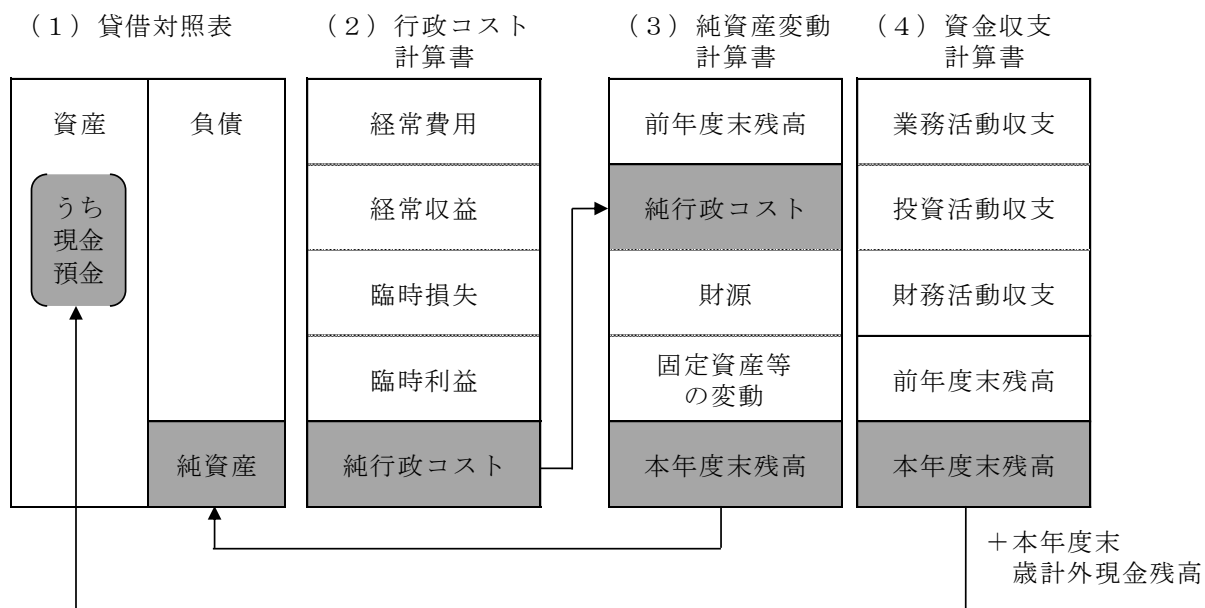 (1)貸借対照表
(2)行政コスト
計算書
(3)純資産変動
計算書
(4)資金収支
計算書
資産
うち
現金
預金
負債
純資産
経常費用
経常収益
臨時損失
臨時利益
純行政コスト
前年度末残高
純行政コスト
財源
固定資産等
の変動
本年度末残高
業務活動収支
投資活動収支
財務活動収支
前年度末残高
本年度末残高
+本年度末
歳計外現金残高